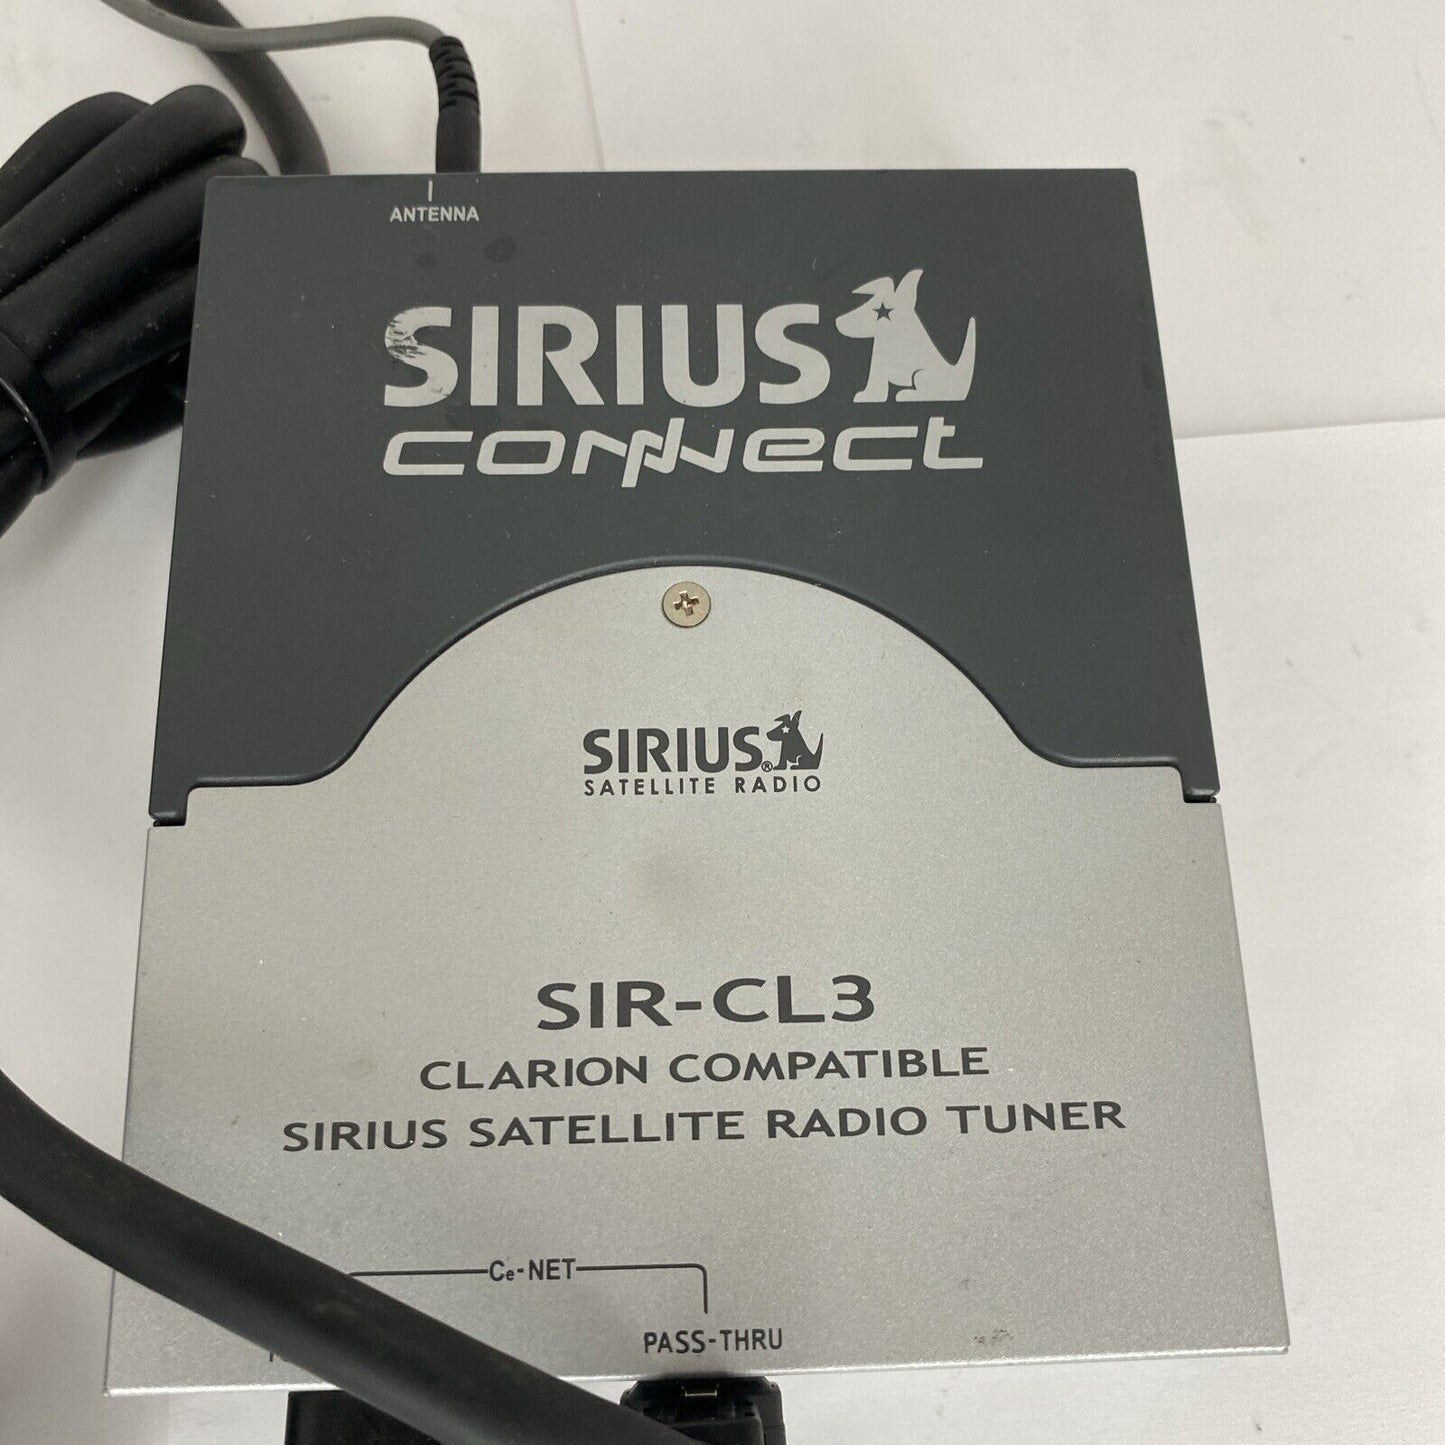 ANTENNA
SIRIUS
connect
SIRIUS®
SATELLITE RADIO
SIR-CL3
CLARION COMPATIBLE
SIRIUS SATELLITE RADIO TUNER
Ce-NET
PASS-THRU